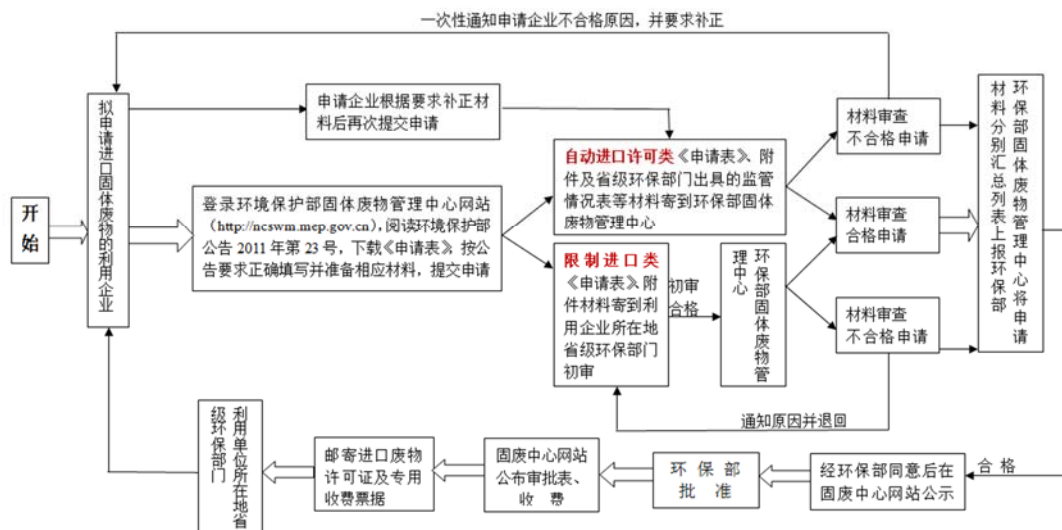 一次性通知申请企业不合格原因，并要求补正
开始
拟申请进口固体废物的利用企业
申请企业根据要求补正材
料后再次提交申请
登录环境保护部固体废物管理中心网站
（http://ncswm.mep.gov.cn），阅读环境保护部
公告 2011 年第 23 号，下载《申请表》，按公
告要求正确填写并准备相应材料，提交申请
自动进口许可类《申请表》、附
件及省级环保部门出具的监管
情况表等材料寄到环保部固体
废物管理中心
限制进口类
《申请表》、附
件材料寄到利
用企业所在地
省级环保部门
初审
初审
合格
环保部固体废物管
理中心
材料审查
不合格申请
材料审查
合格申请
材料审查
不合格申请
环保部固体废物管理中心将申请
材料分别汇总列表上报环保部
通知原因并退回
合 格
经环保部同意后在
固废中心网站公示
环 保 部
批 准
固废中心网站
公布审批表、
收 费
邮寄进口废物
许可证及专用
收费票据
利用单位所在地省
级环保部门